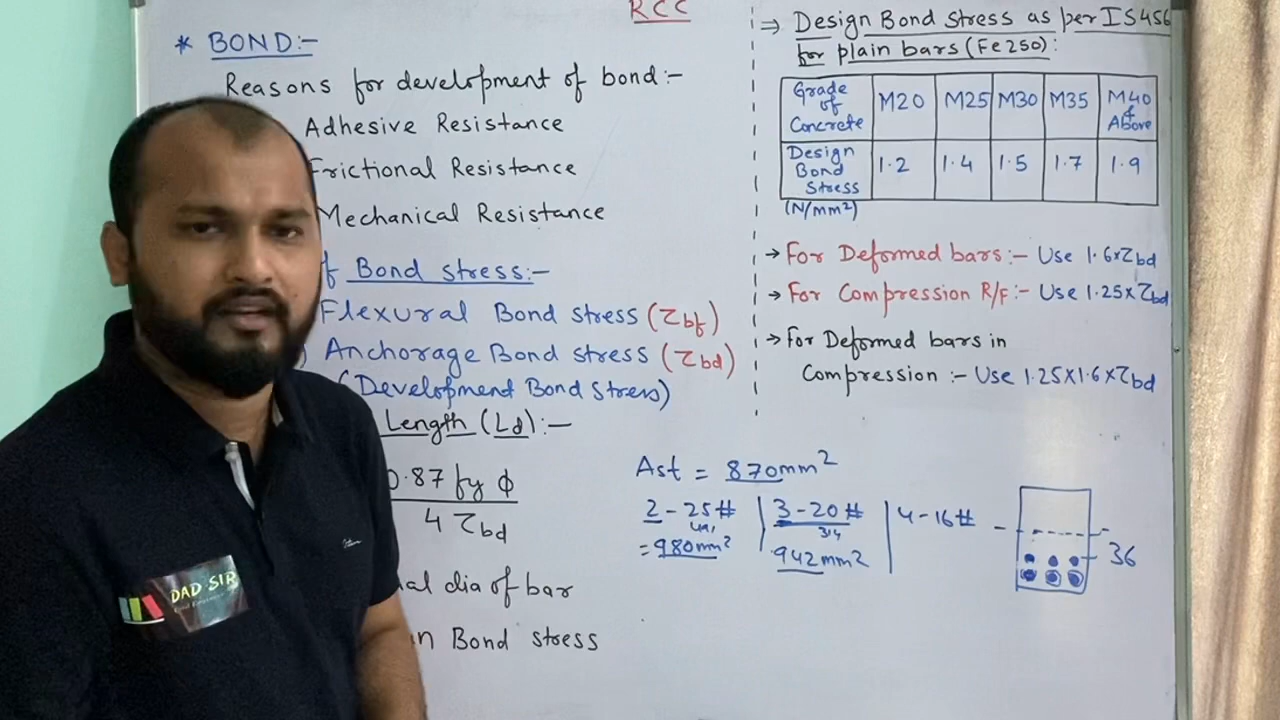 RCC
* BOND:-
Reasons for development of bond:-
Adhesive Resistance
Frictional Resistance
Mechanical Resistance
of Bond stress:-
Flexural Bond stress (τbf)
) Anchorage Bond stress (τbd)
(Development Bond Stress)
Length (Ld):-
0.87 fy ϕ
4 τbd
dia of bar
Bond stress
⇒ Design Bond Stress as per IS456
for plain bars (Fe250):
Grade of Concrete | M20 | M25 | M30 | M35 | M40 & Above
Design Bond Stress | 1.2 | 1.4 | 1.5 | 1.7 | 1.9
(N/mm²)
→ For Deformed bars:- Use 1.6×τbd
→ For Compression R/F:- Use 1.25×τbd
→ For Deformed bars in
Compression:- Use 1.25×1.6×τbd
Ast = 870mm²
2-25# | 3-20# | 4-16#
491 314
=980mm² 942mm²
36
DAD SIR